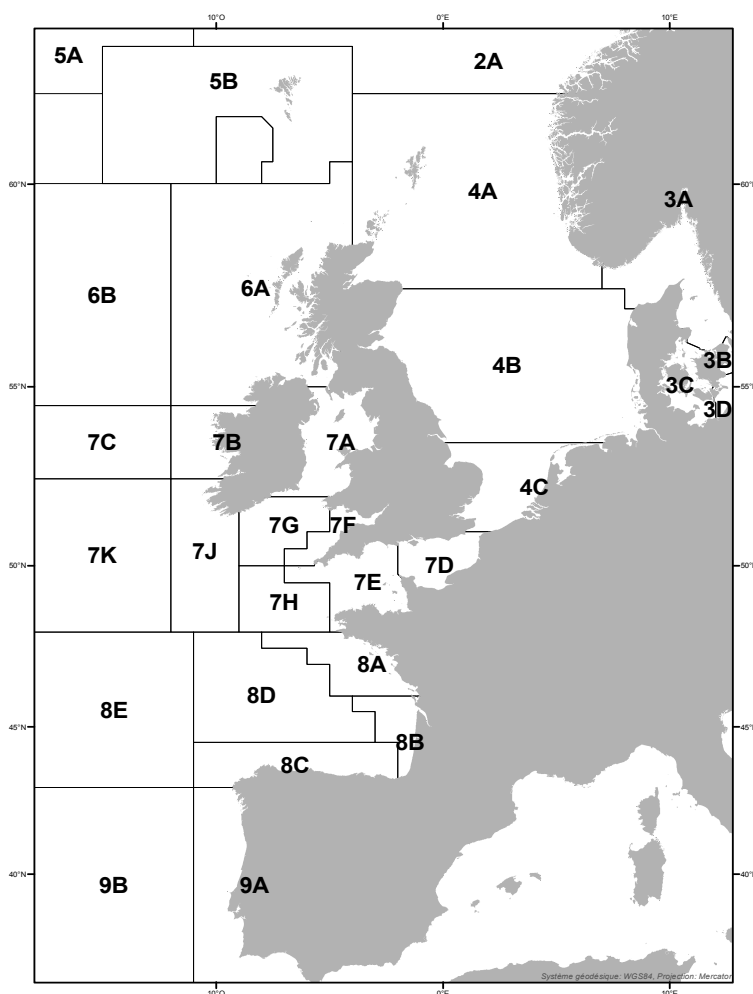 10°O 0°E 10°E
5A
2A
5B
60°N 60°N
4A
3A
6A
6B
4B
3B
3C
55°N 55°N
3D
7C 7B 7A
4C
7G 7F
7K 7J
7D
50°N 50°N
7E
7H
8A
8D
8E
45°N 45°N
8B
8C
9B 9A
40°N 40°N
Système géodésique: WGS84, Projection: Mercator
10°O 0°E 10°E